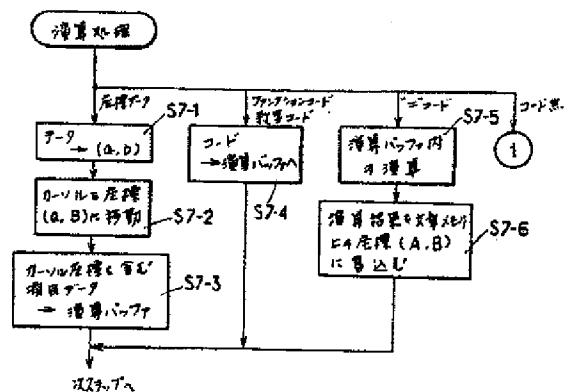 演算処理
座標データ
S7-1
データ
→ (a, b)
カーソルを座標
(a, B)に移動
S7-2
カーソル座標を含む
項目データ
→ 演算バッファ
S7-3
ファンクションコード
数字コード
コード
→演算バッファへ
S7-4
"="コード
S7-5
演算バッファ内
の演算
演算結果を文章メモリ
上の座標(A,B)
に書込む
S7-6
コード無
1
次ステップへ